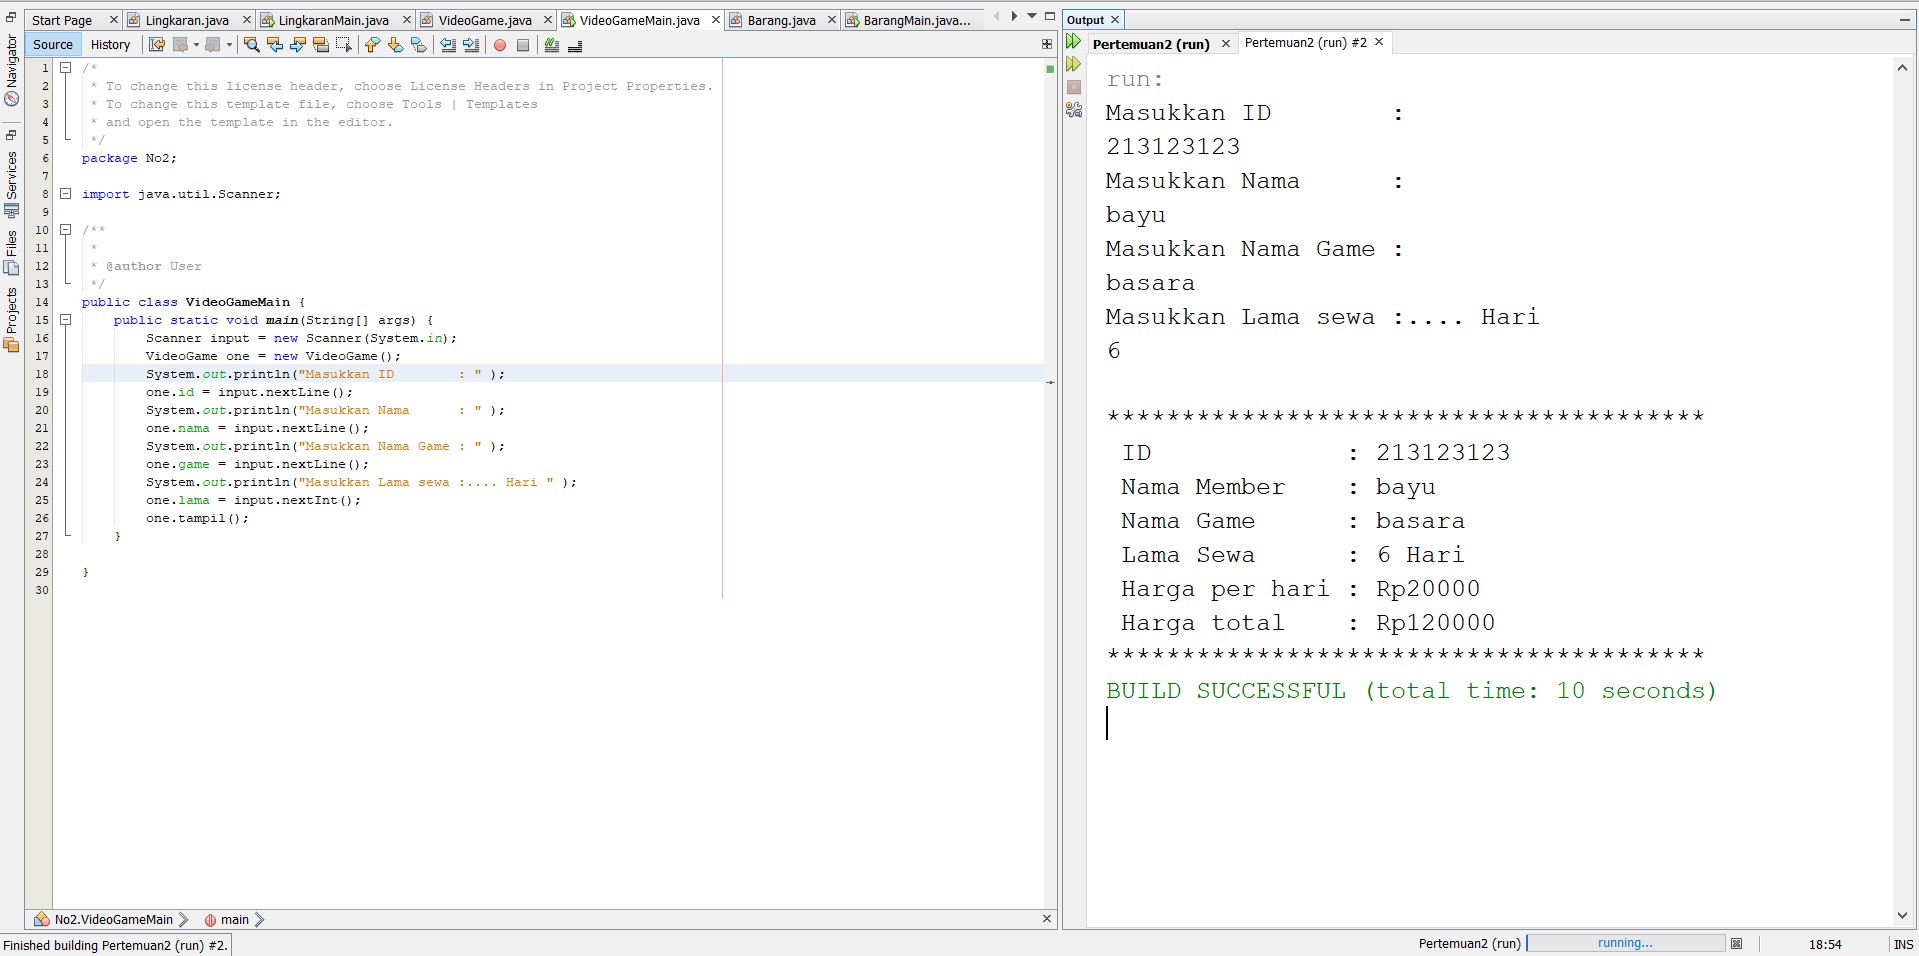 Start Page
Lingkaran.java
LingkaranMain.java
VideoGame.java
VideoGameMain.java
Barang.java
BarangMain.java...
Source
History
Navigator
Services
Files
Projects
1 /*
2 * To change this license header, choose License Headers in Project Properties.
3 * To change this template file, choose Tools | Templates
4 * and open the template in the editor.
5 */
6 package No2;
7
8 import java.util.Scanner;
9
10 /**
11 *
12 * @author User
13 */
14 public class VideoGameMain {
15 public static void main(String[] args) {
16 Scanner input = new Scanner(System.in);
17 VideoGame one = new VideoGame();
18 System.out.println("Masukkan ID        : " );
19 one.id = input.nextLine();
20 System.out.println("Masukkan Nama      : " );
21 one.nama = input.nextLine();
22 System.out.println("Masukkan Nama Game : " );
23 one.game = input.nextLine();
24 System.out.println("Masukkan Lama sewa :.... Hari " );
25 one.lama = input.nextInt();
26 one.tampil();
27 }
28
29 }
30
No2.VideoGameMain
main
Finished building Pertemuan2 (run) #2.
Output
Pertemuan2 (run)
Pertemuan2 (run) #2
run:
Masukkan ID        :
213123123
Masukkan Nama      :
bayu
Masukkan Nama Game :
basara
Masukkan Lama sewa :.... Hari
6
****************************************
ID             : 213123123
Nama Member    : bayu
Nama Game      : basara
Lama Sewa      : 6 Hari
Harga per hari : Rp20000
Harga total    : Rp120000
****************************************
BUILD SUCCESSFUL (total time: 10 seconds)
Pertemuan2 (run)
running...
18:54
INS